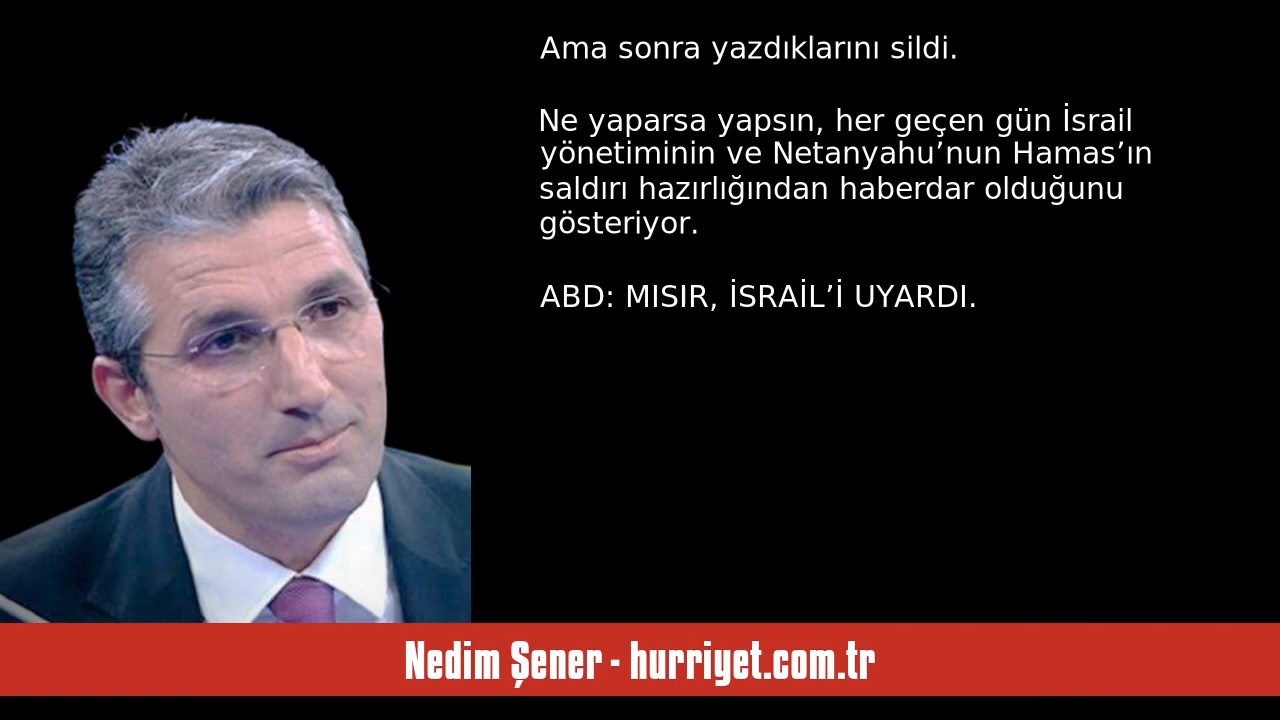 Ama sonra yazdıklarını sildi.
Ne yaparsa yapsın, her geçen gün İsrail
yönetiminin ve Netanyahu’nun Hamas’ın
saldırı hazırlığından haberdar olduğunu
gösteriyor.
ABD: MISIR, İSRAİL’İ UYARDI.
Nedim Şener - hurriyet.com.tr